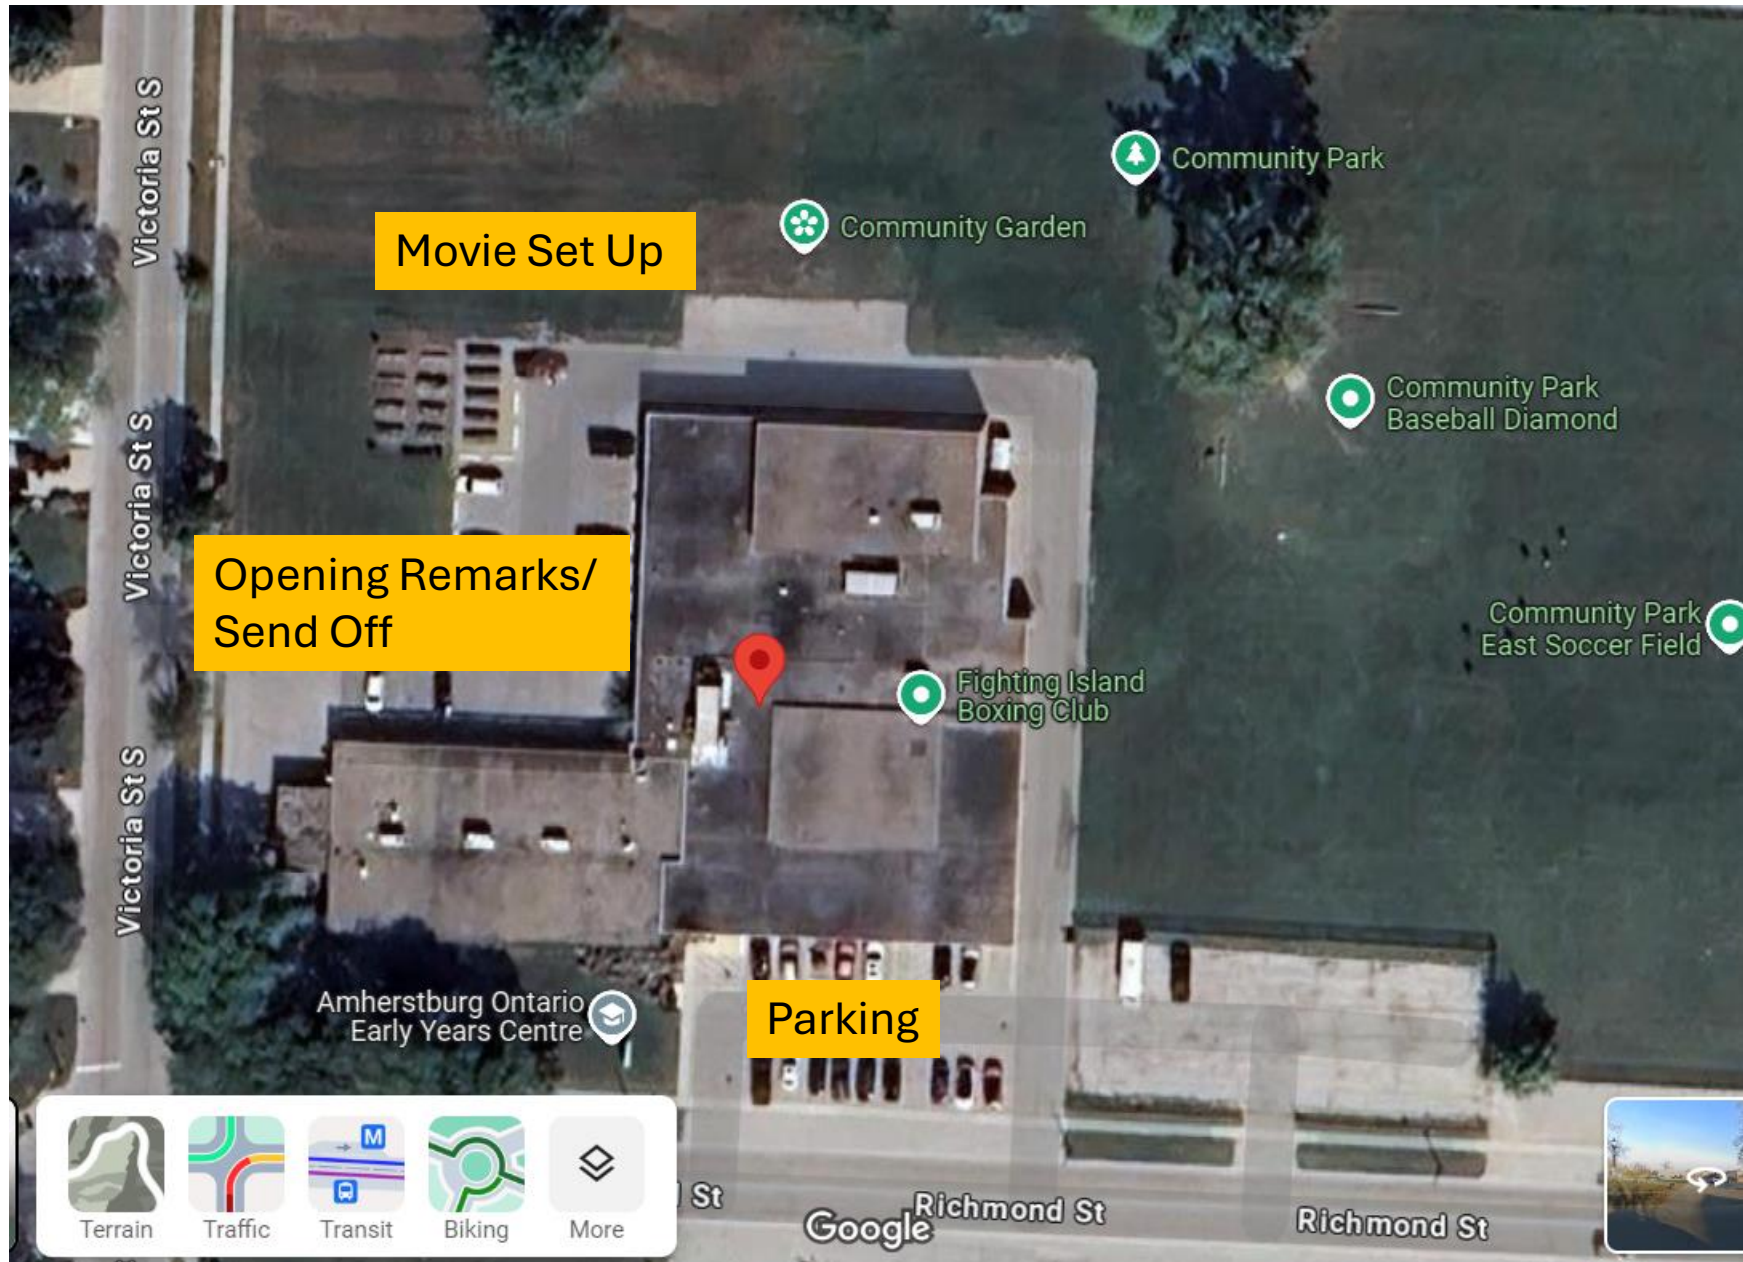 Victoria St S
Community Park
Movie Set Up
Community Garden
Community Park
Baseball Diamond
Victoria St S
Opening Remarks/
Send Off
Community Park
East Soccer Field
Fighting Island
Boxing Club
Victoria St S
Amherstburg Ontario
Early Years Centre
Parking
M
Terrain
Traffic
Transit
Biking
More
St
Google
Richmond St
Richmond St